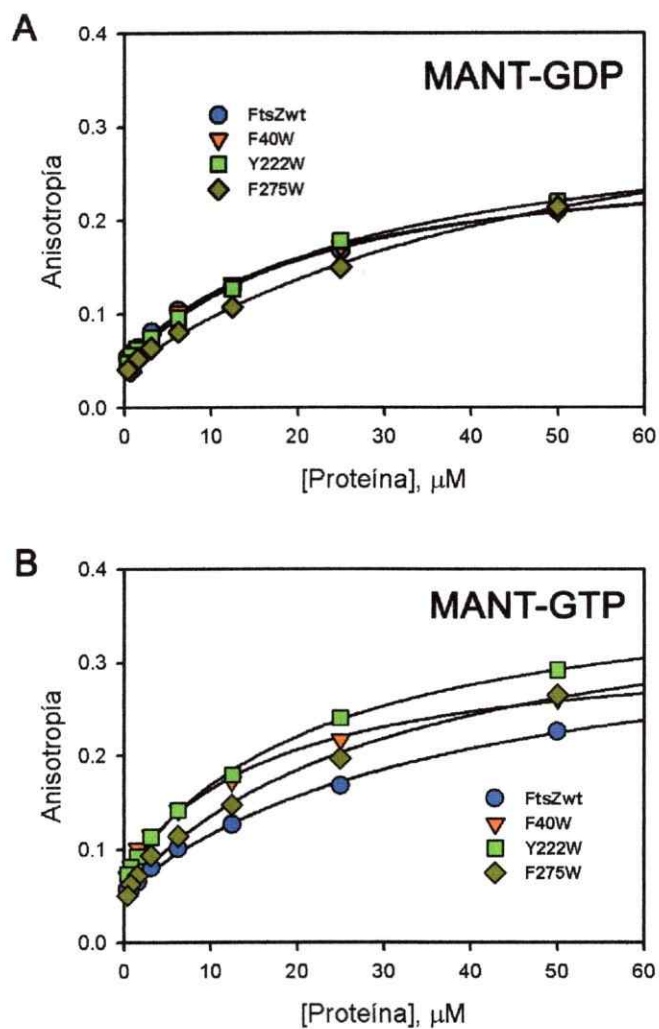 A
MANT-GDP
FtsZwt
F40W
Y222W
F275W
Anisotropía
0.4
0.3
0.2
0.1
0.0
0 10 20 30 40 50 60
[Proteína], μM
B
MANT-GTP
Anisotropía
0.4
0.3
0.2
0.1
0.0
FtsZwt
F40W
Y222W
F275W
0 10 20 30 40 50 60
[Proteína], μM